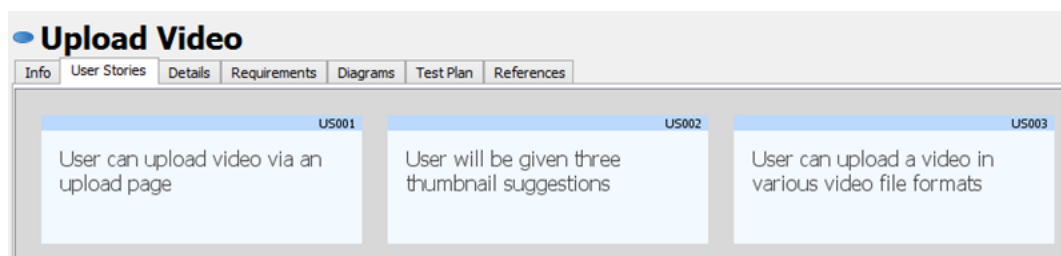 Upload Video
Info User Stories Details Requirements Diagrams Test Plan References
US001 US002 US003
User can upload video via an
upload page
User will be given three
thumbnail suggestions
User can upload a video in
various video file formats